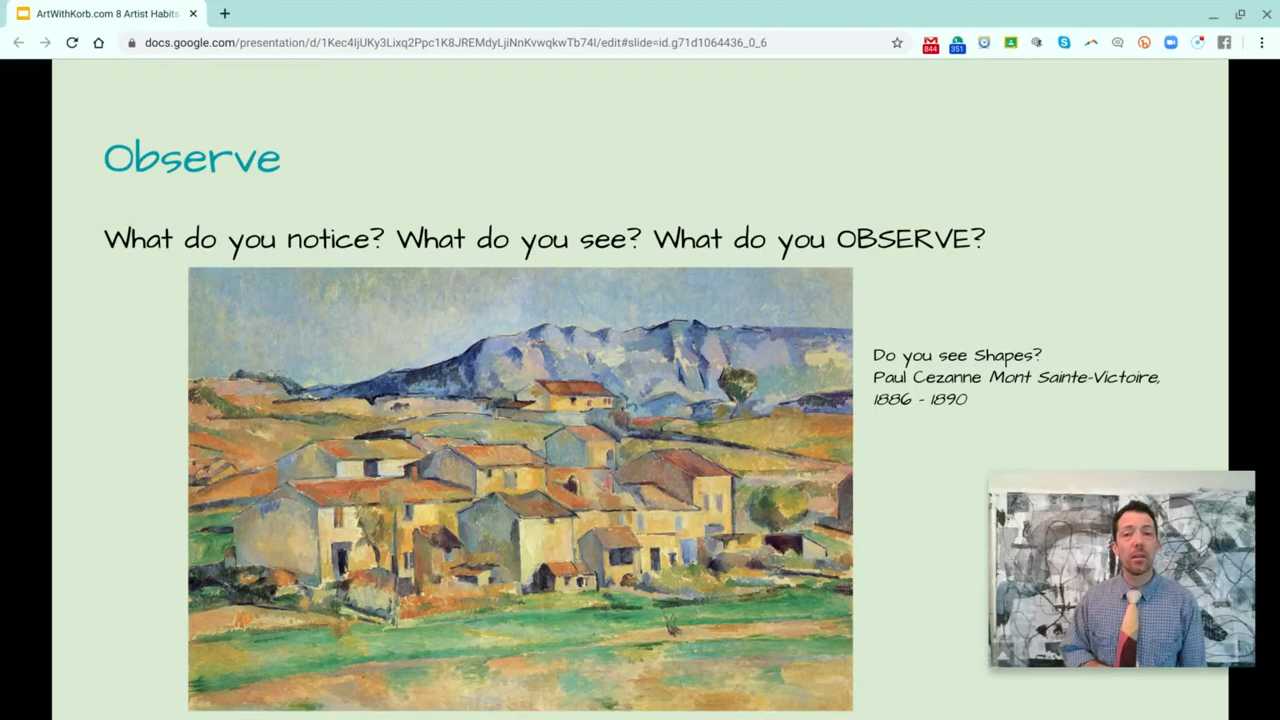 ArtWithKorb.com 8 Artist Habits
docs.google.com/presentation/d/1Kec4IjUKy3Lixq2Ppc1K8JREMdyLjiNnKvwqkwTb74I/edit#slide=id.g71d1064436_0_6
844
351
Observe
What do you notice? What do you see? What do you OBSERVE?
Do you see Shapes?
Paul Cezanne Mont Sainte-Victoire,
1886 - 1890